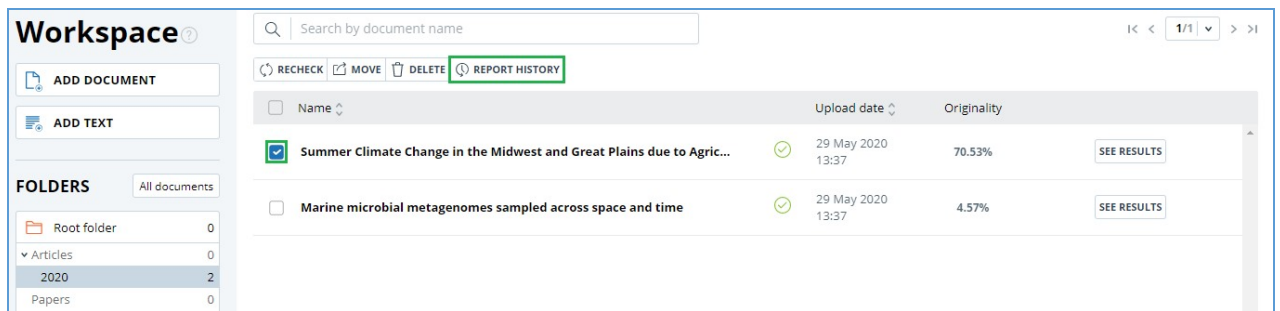 Workspace ?
Search by document name
1/1
ADD DOCUMENT
RECHECK MOVE DELETE REPORT HISTORY
Name Upload date Originality
ADD TEXT
Summer Climate Change in the Midwest and Great Plains due to Agric... 29 May 2020 70.53% SEE RESULTS
13:37
FOLDERS All documents
Marine microbial metagenomes sampled across space and time 29 May 2020 4.57% SEE RESULTS
13:37
Root folder 0
Articles 0
2020 2
Papers 0